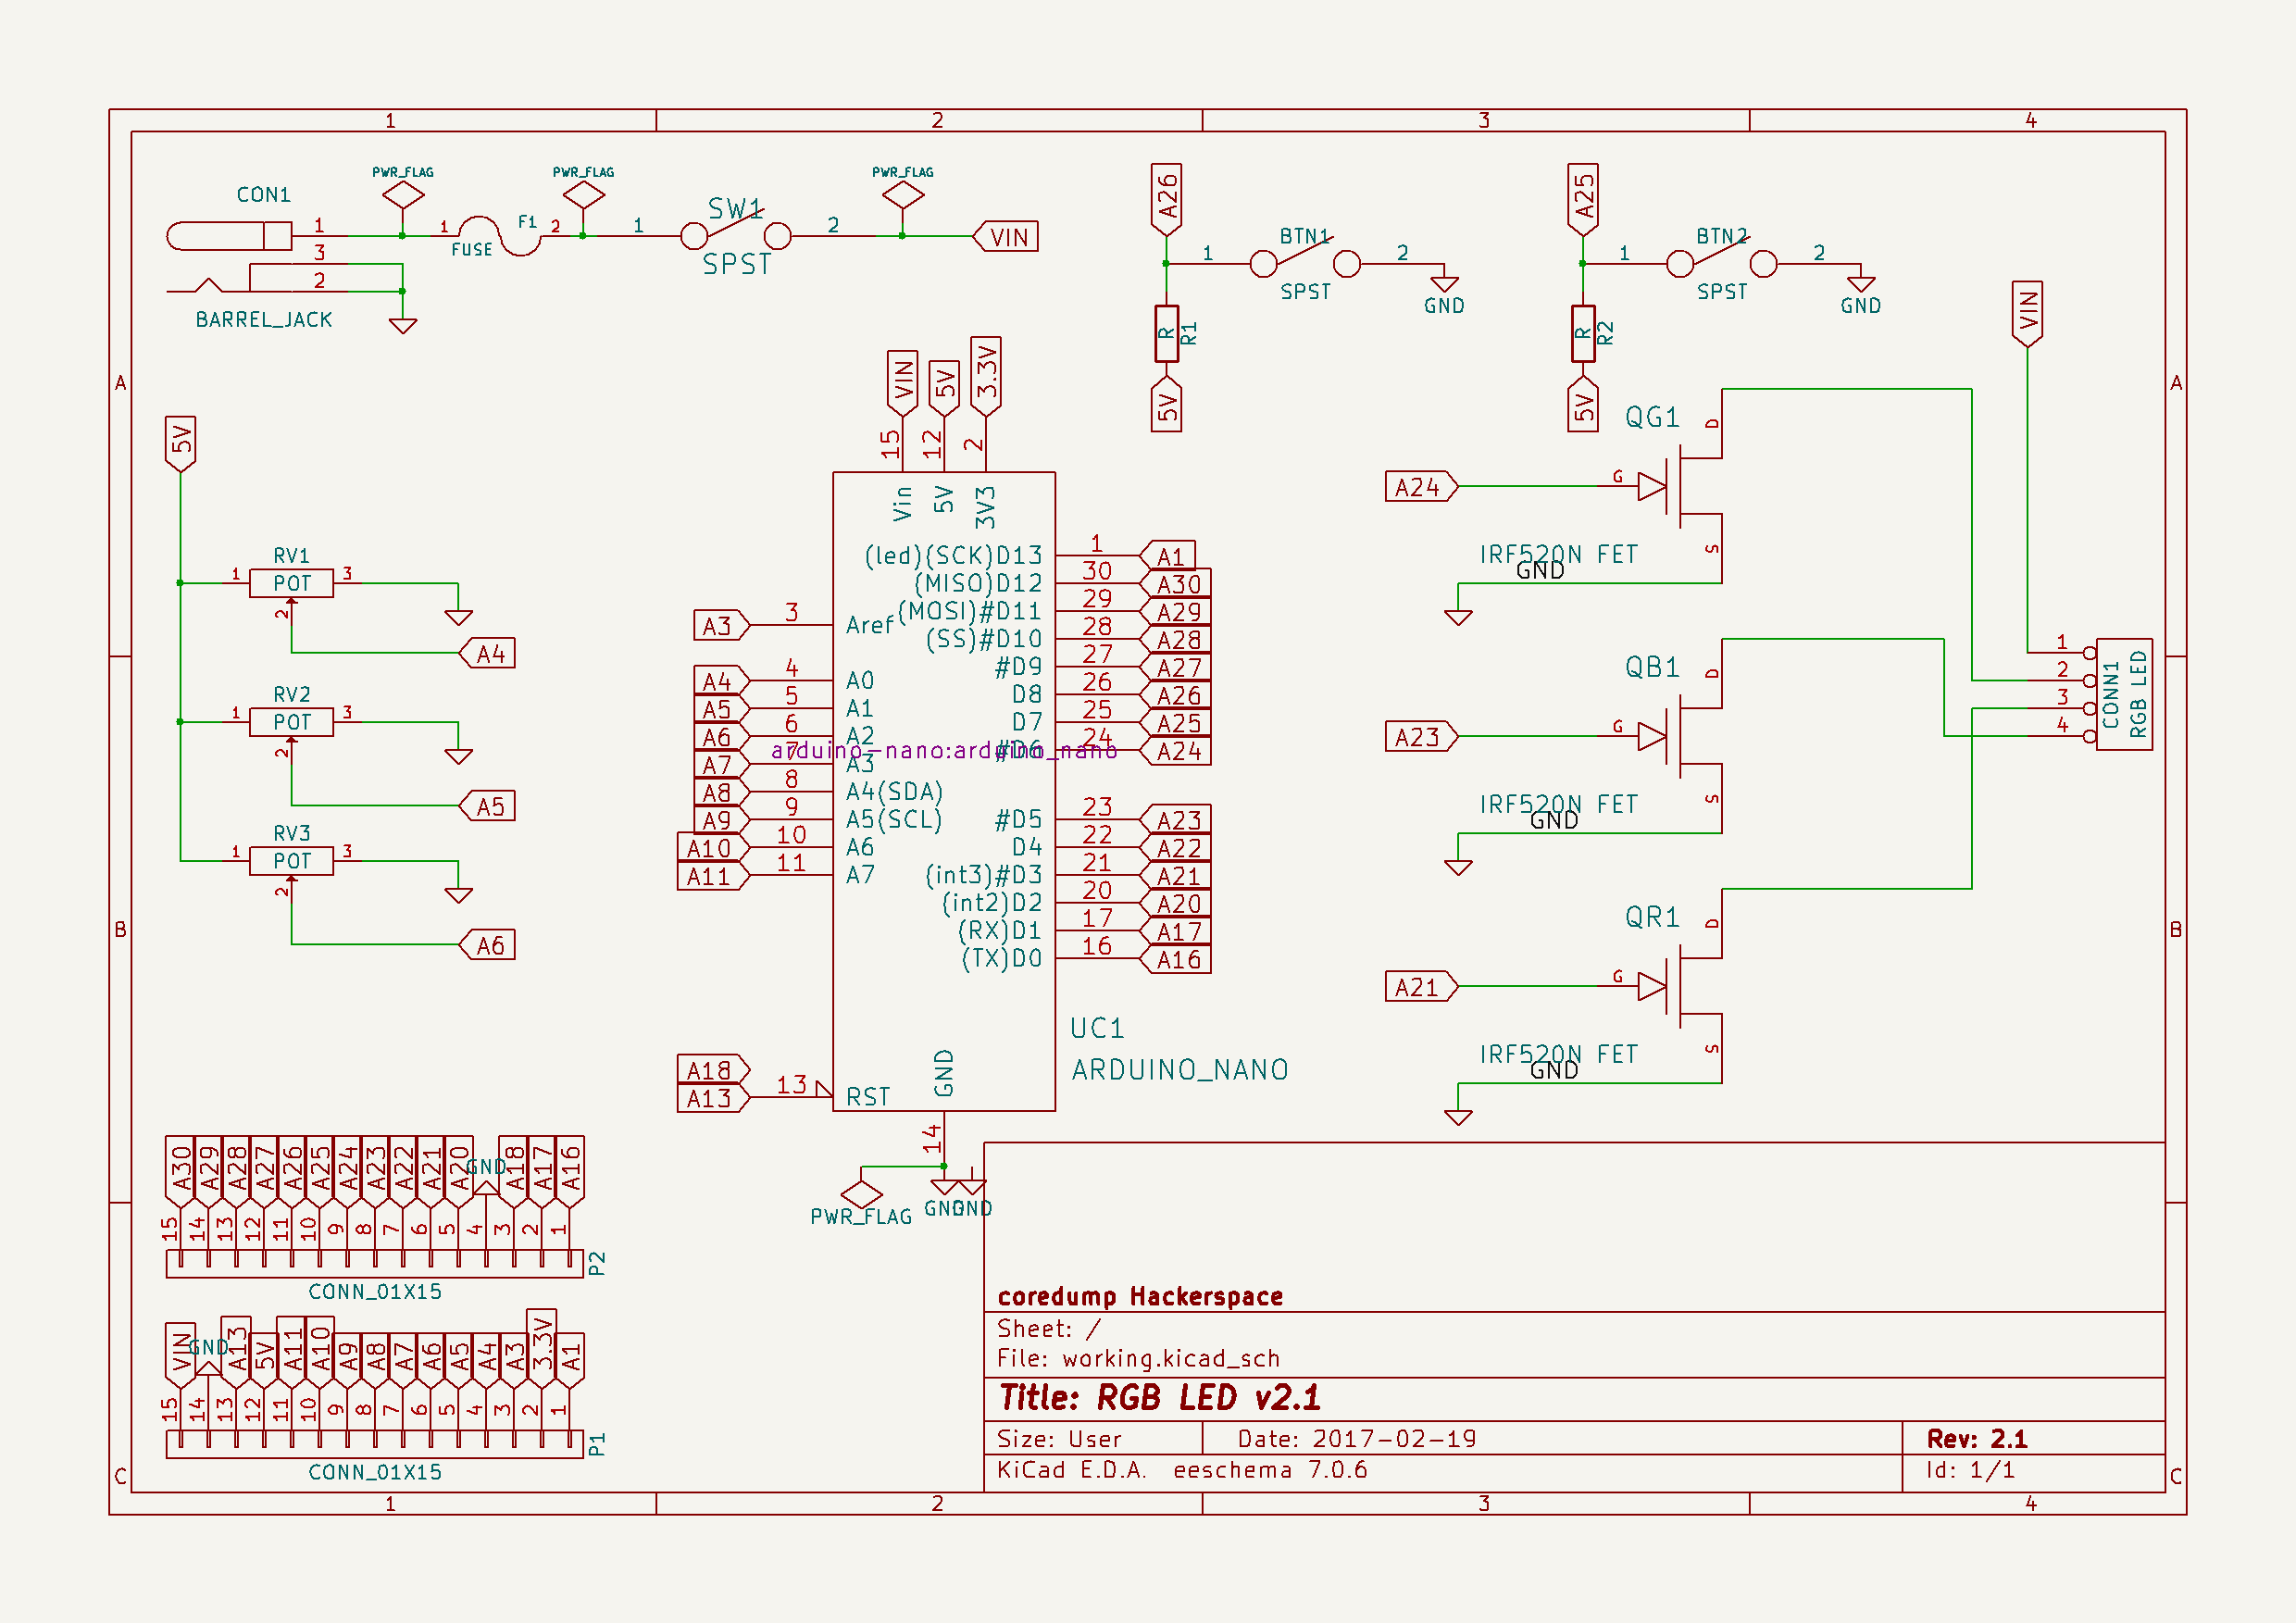 1 2 3 4
PWR_FLAG PWR_FLAG PWR_FLAG
CON1 1 3 2 BARREL_JACK
1 F1 2 FUSE
1 SW1 2 SPST
VIN
A26 1 BTN1 2 SPST GND
R R1 5V
A25 1 BTN2 2 SPST GND
R R2 5V
VIN
A A
5V
RV1 1 POT 3 2 A4
RV2 1 POT 3 2 A5
RV3 1 POT 3 2 A6
VIN 5V 3.3V
15 12 2
Vin 5V 3V3
(led)(SCK)D13 1 A1
(MISO)D12 30 A30
(MOSI)#D11 29 A29
(SS)#D10 28 A28
#D9 27 A27
D8 26 A26
D7 25 A25
#D6 24 A24
#D5 23 A23
D4 22 A22
(int3)#D3 21 A21
(int2)D2 20 A20
(RX)D1 17 A17
(TX)D0 16 A16
A3 3 Aref
A4 4 A0
A5 5 A1
A6 6 A2
A7 7 A3
A8 8 A4(SDA)
A9 9 A5(SCL)
A10 10 A6
A11 11 A7
arduino-nano:arduino_nano
A18
A13 13 RST
GND
14
UC1
ARDUINO_NANO
PWR_FLAG GND GND
QG1 D
A24 G
S
IRF520N FET
GND
QB1 D
A23 G
S
IRF520N FET
GND
QR1 D
A21 G
S
IRF520N FET
GND
1
2
3
4
CONN1
RGB LED
B B
A30 A29 A28 A27 A26 A25 A24 A23 A22 A21 A20 GND A18 A17 A16
15 14 13 12 11 10 9 8 7 6 5 4 3 2 1
P2
CONN_01X15
VIN GND A13 5V A11 A10 A9 A8 A7 A6 A5 A4 A3 3.3V A1
15 14 13 12 11 10 9 8 7 6 5 4 3 2 1
P1
CONN_01X15
coredump Hackerspace
Sheet: /
File: working.kicad_sch
Title: RGB LED v2.1
Size: User Date: 2017-02-19 Rev: 2.1
KiCad E.D.A. eeschema 7.0.6 Id: 1/1
C C
1 2 3 4